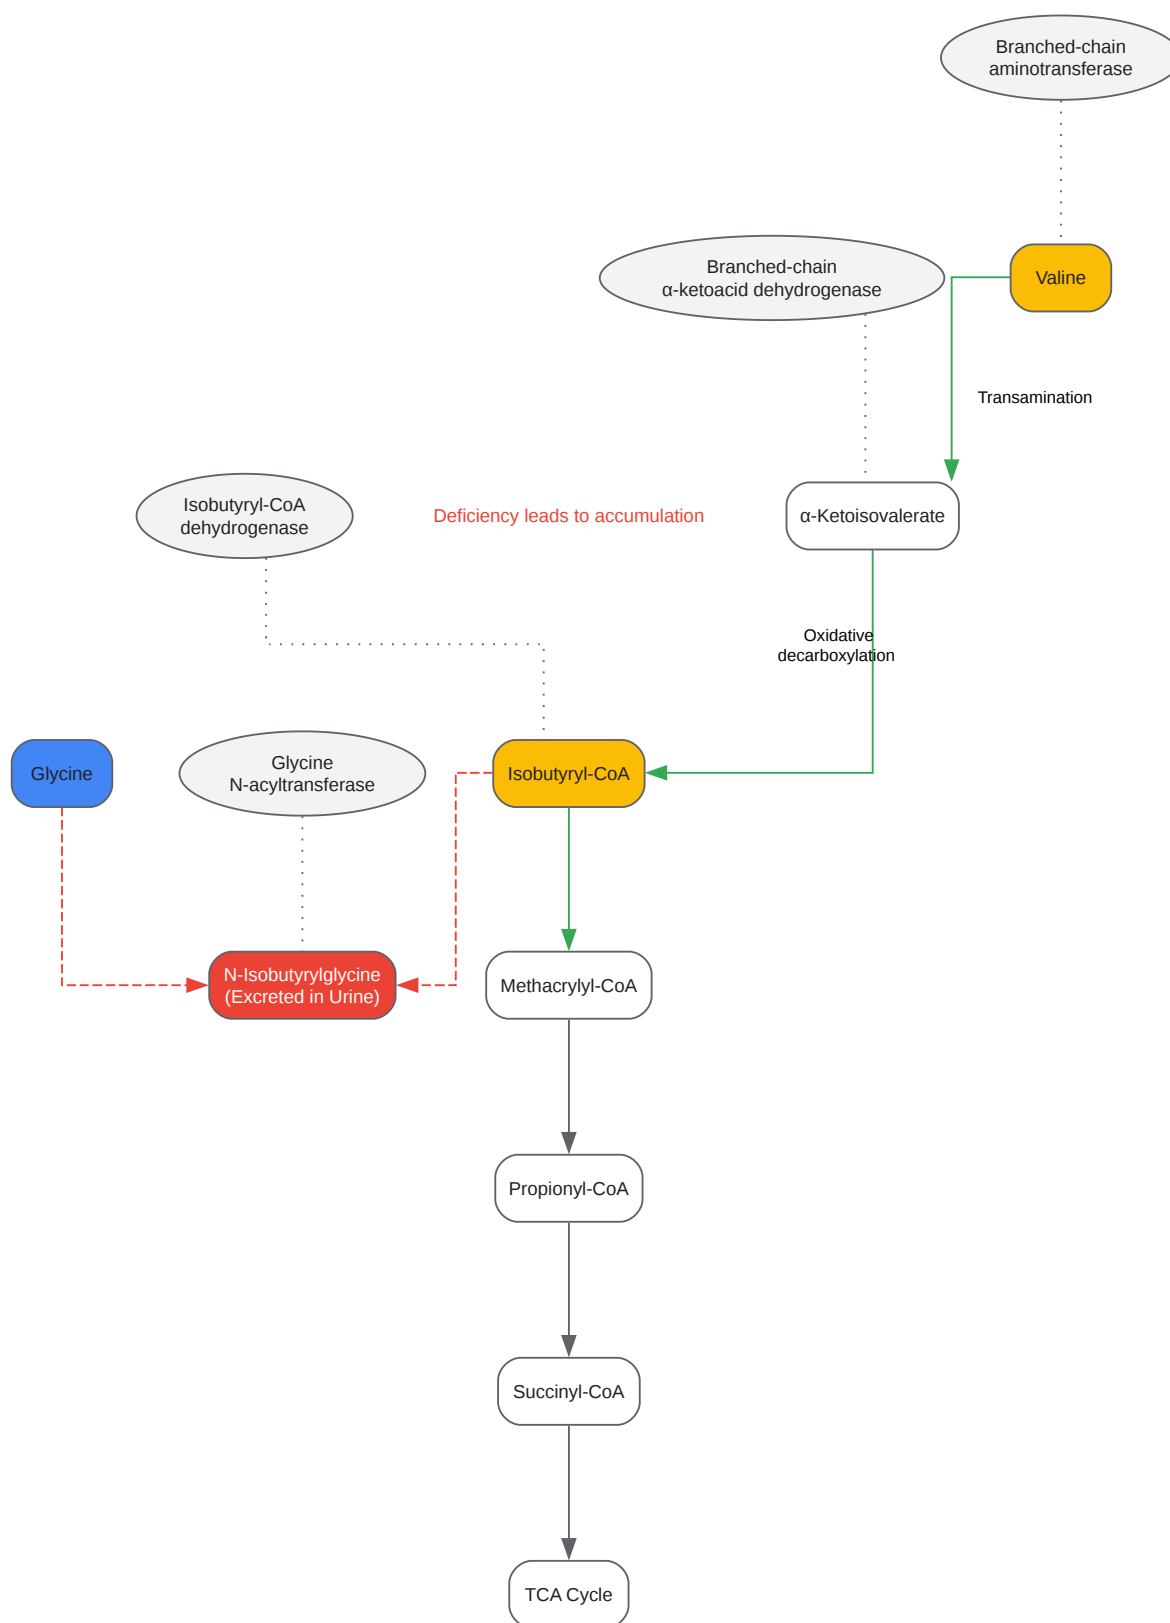 Branched-chain
aminotransferase
Branched-chain
α-ketoacid dehydrogenase
Valine
Transamination
Isobutyryl-CoA
dehydrogenase
Deficiency leads to accumulation
α-Ketoisovalerate
Oxidative
decarboxylation
Glycine
Glycine
N-acyltransferase
Isobutyryl-CoA
N-Isobutyrylglycine
(Excreted in Urine)
Methacrylyl-CoA
Propionyl-CoA
Succinyl-CoA
TCA Cycle